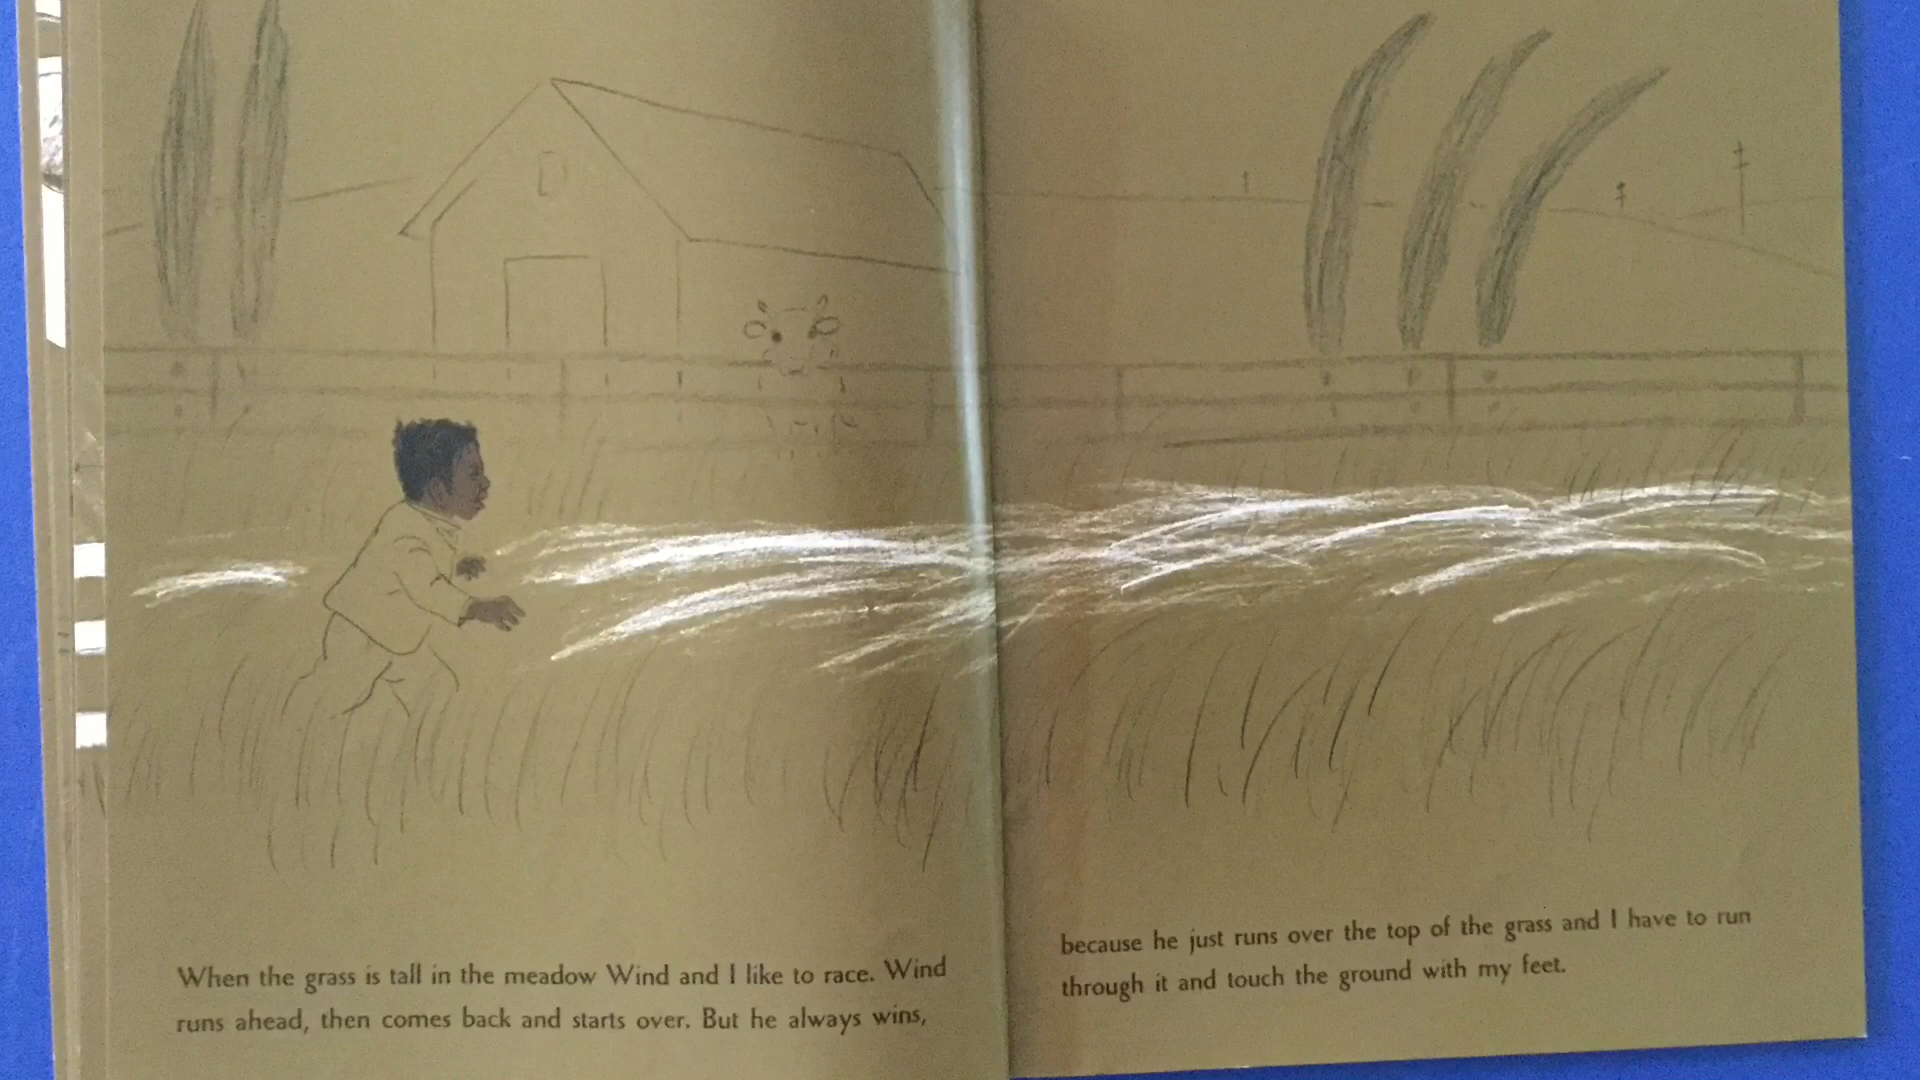 When the grass is tall in the meadow Wind and I like to race. Wind
runs ahead, then comes back and starts over. But he always wins,
because he just runs over the top of the grass and I have to run
through it and touch the ground with my feet.